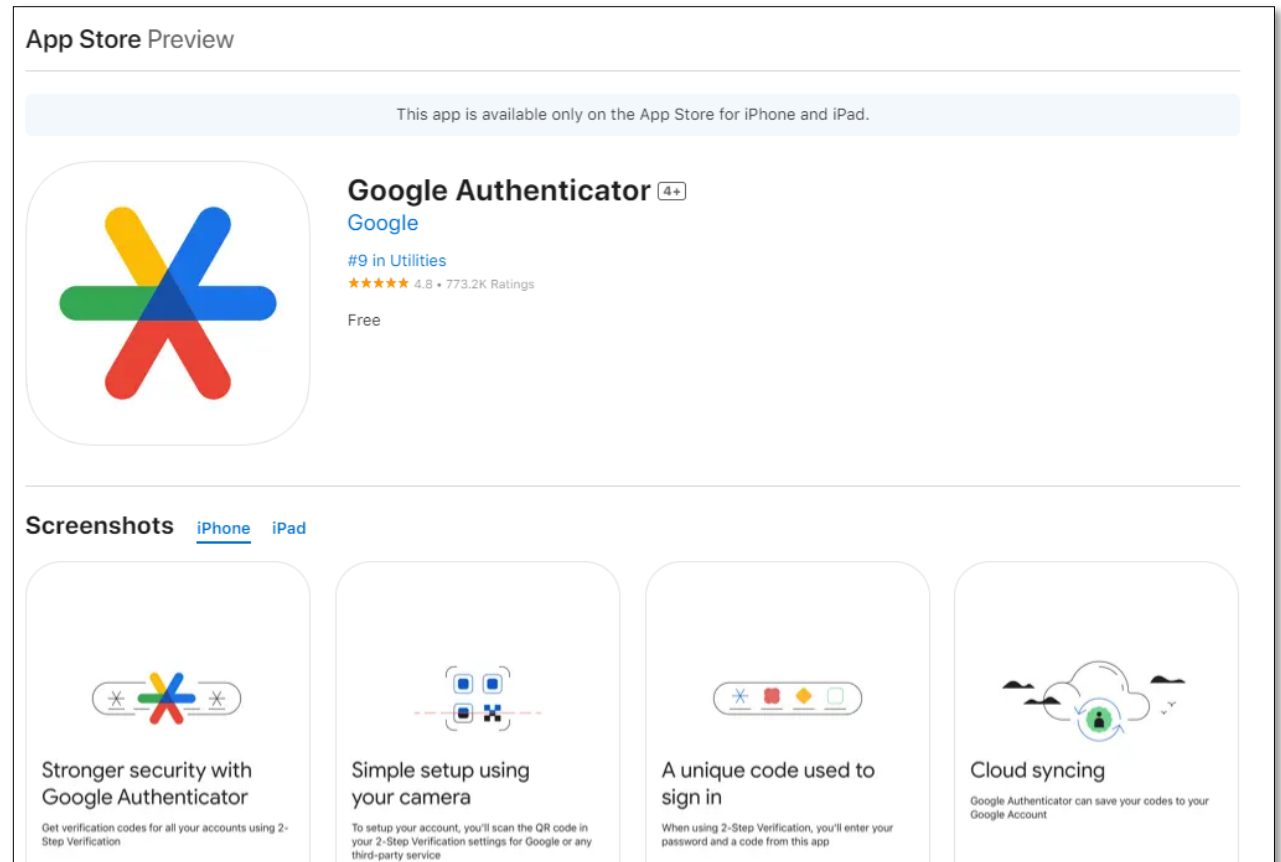 App Store Preview
This app is available only on the App Store for iPhone and iPad.
Google Authenticator 4+
Google
#9 in Utilities
★★★★★ 4.8 • 773.2K Ratings
Free
Screenshots iPhone iPad
Stronger security with
Google Authenticator
Get verification codes for all your accounts using 2-
Step Verification
Simple setup using
your camera
To setup your account, you'll scan the QR code in
your 2-Step Verification settings for Google or any
third-party service
A unique code used to
sign in
When using 2-Step Verification, you'll enter your
password and a code from this app
Cloud syncing
Google Authenticator can save your codes to your
Google Account